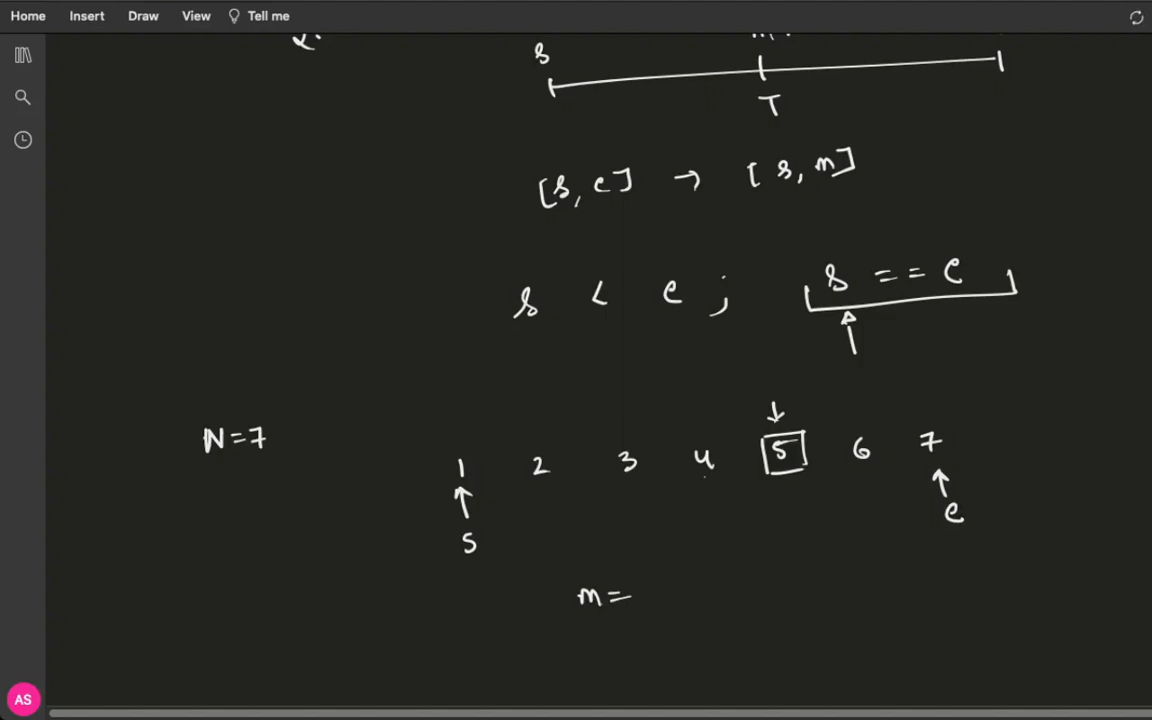 Home Insert Draw View Tell me
s
T
[s, e] → [s, m]
s < e ; s == e
N=7
1 2 3 4 5 6 7
s e
m=
AS